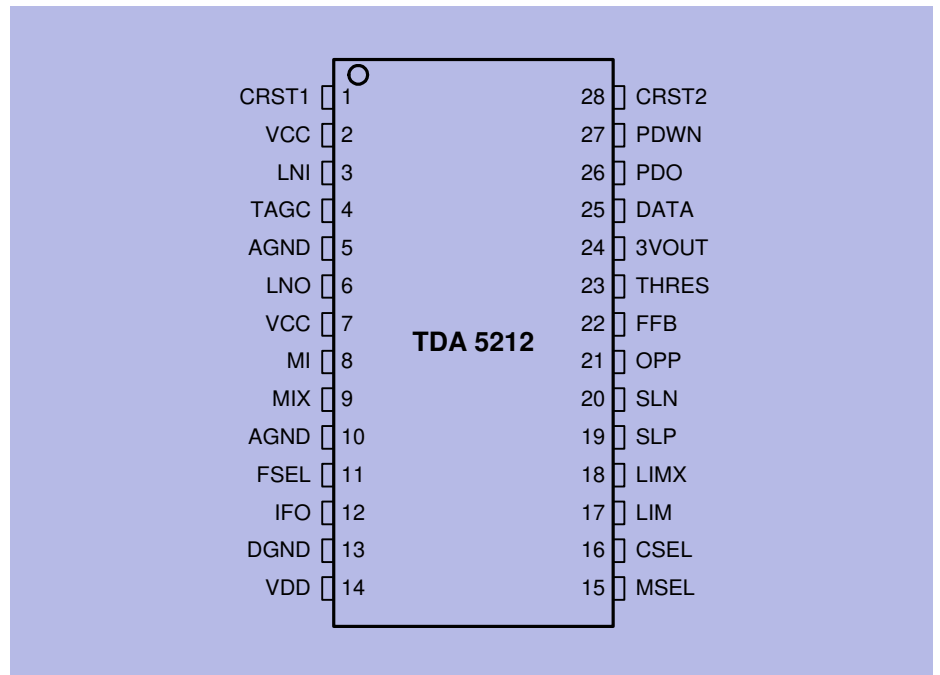 CRST1 1 28 CRST2
VCC 2 27 PDWN
LNI 3 26 PDO
TAGC 4 25 DATA
AGND 5 24 3VOUT
LNO 6 23 THRES
VCC 7 22 FFB
TDA 5212
MI 8 21 OPP
MIX 9 20 SLN
AGND 10 19 SLP
FSEL 11 18 LIMX
IFO 12 17 LIM
DGND 13 16 CSEL
VDD 14 15 MSEL